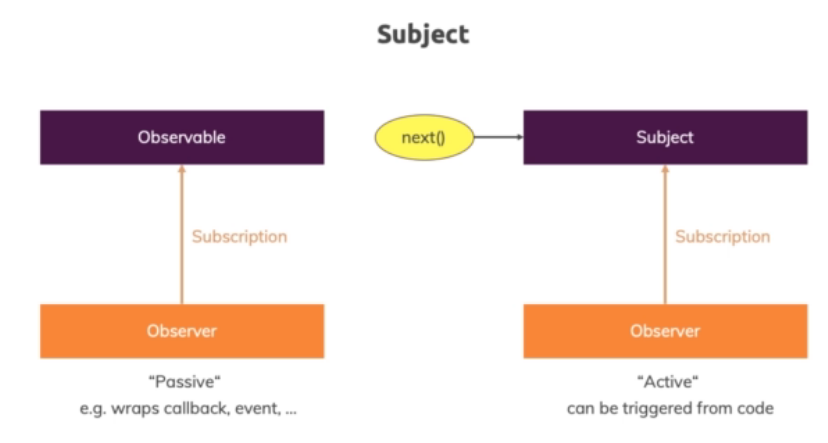 Subject
Observable
next()
Subject
Subscription
Subscription
Observer
Observer
“Passive“
e.g. wraps callback, event, ...
“Active“
can be triggered from code